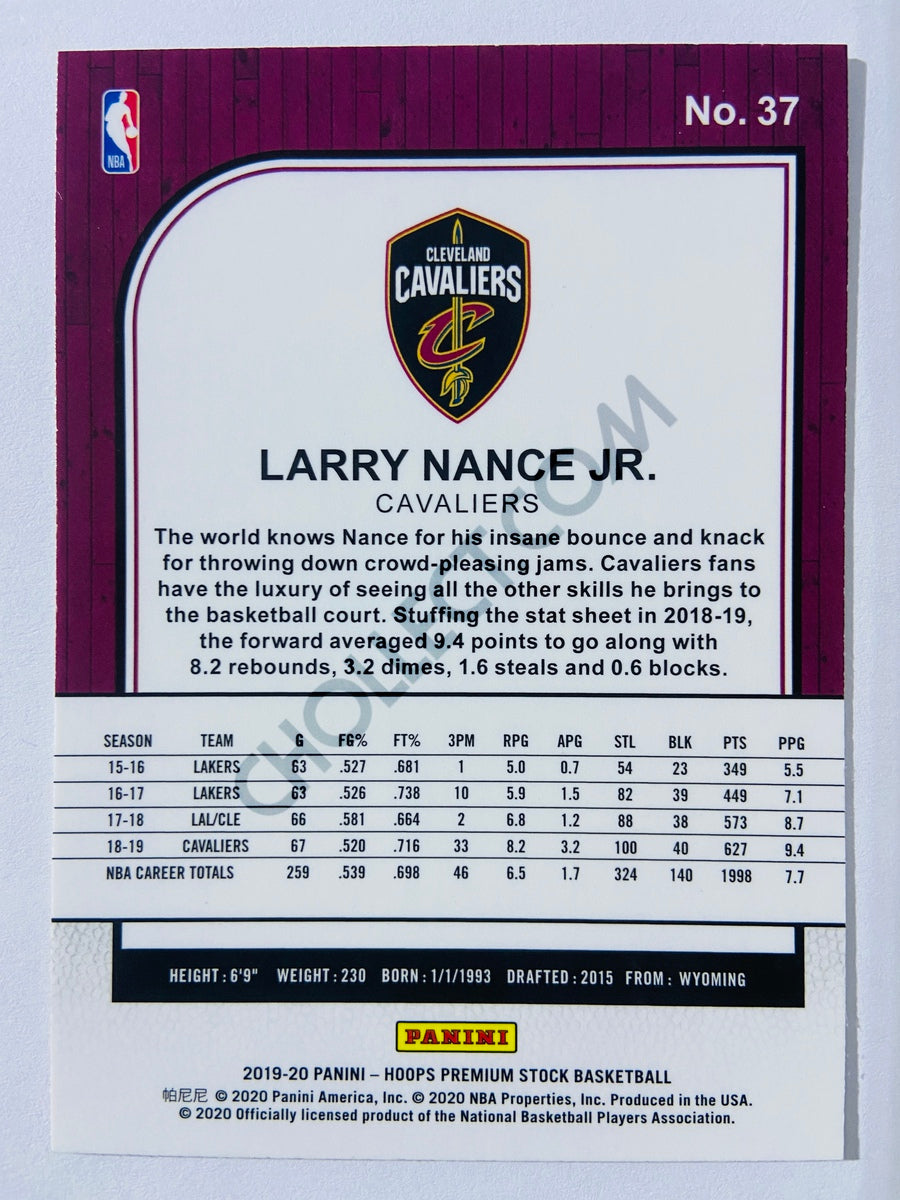 No. 37
NBA
CLEVELAND
CAVALIERS
C
LARRY NANCE JR.
CAVALIERS
The world knows Nance for his insane bounce and knack
for throwing down crowd-pleasing jams. Cavaliers fans
have the luxury of seeing all the other skills he brings to
the basketball court. Stuffing the stat sheet in 2018-19,
the forward averaged 9.4 points to go along with
8.2 rebounds, 3.2 dimes, 1.6 steals and 0.6 blocks.
CHOLLECT.COM
SEASON TEAM G FG% FT% 3PM RPG APG STL BLK PTS PPG
15-16 LAKERS 63 .527 .681 1 5.0 0.7 54 23 349 5.5
16-17 LAKERS 63 .526 .738 10 5.9 1.5 82 39 449 7.1
17-18 LAL/CLE 66 .581 .664 2 6.8 1.2 88 38 573 8.7
18-19 CAVALIERS 67 .520 .716 33 8.2 3.2 100 40 627 9.4
NBA CAREER TOTALS 259 .539 .698 46 6.5 1.7 324 140 1998 7.7
HEIGHT: 6'9" WEIGHT: 230 BORN: 1/1/1993 DRAFTED: 2015 FROM: WYOMING
PANINI
2019-20 PANINI – HOOPS PREMIUM STOCK BASKETBALL
帕尼尼 © 2020 Panini America, Inc. © 2020 NBA Properties, Inc. Produced in the USA.
© 2020 Officially licensed product of the National Basketball Players Association.